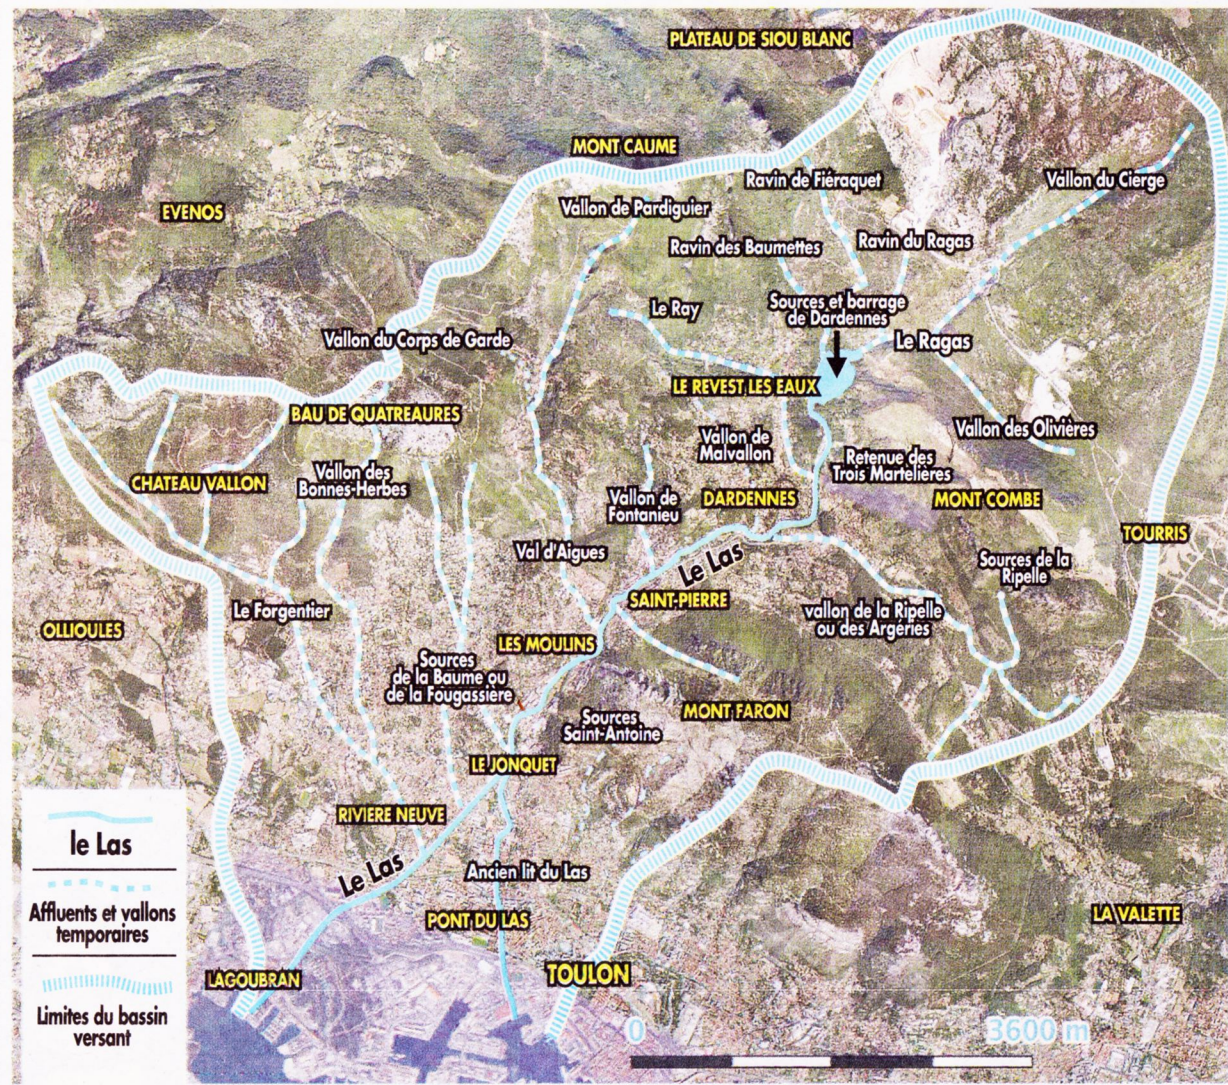 PLATEAU DE SIOU BLANC
MONT CAUME
Ravin de Fiéraquet
Vallon du Cierge
EVENOS
Vallon de Pardiguier
Ravin des Baumettes
Ravin du Ragas
Le Ray
Sources et barrage
de Dardennes
Vallon du Corps de Garde
Le Ragas
LE REVEST LES EAUX
BAU DE QUATREAURES
Vallon des Olivières
Vallon de
Malvallon
Retenue des
Trois Martelières
CHATEAU VALLON
Vallon des
Bonnes-Herbes
Vallon de
Fontanieu
DARDENNES
MONT COMBE
TOURRIS
Val d'Aigues
Le Las
Sources de la
Ripelle
Le Forgentier
SAINT-PIERRE
vallon de la Ripelle
ou des Argéries
OLLIOULES
LES MOULINS
Sources
de la Baume ou
de la Fougassière
MONT FARON
Sources
Saint-Antoine
LE JONQUET
RIVIERE NEUVE
Le Las
Ancien lit du Las
PONT DU LAS
LA VALETTE
LAGOUBRAN
TOULON
le Las
Affluents et vallons
temporaires
Limites du bassin
versant
0 3600 m